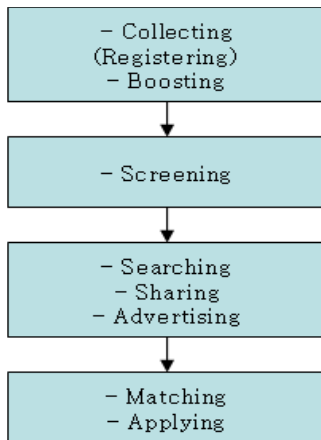 - Collecting
(Registering)
- Boosting
- Screening
- Searching
- Sharing
- Advertising
- Matching
- Applying